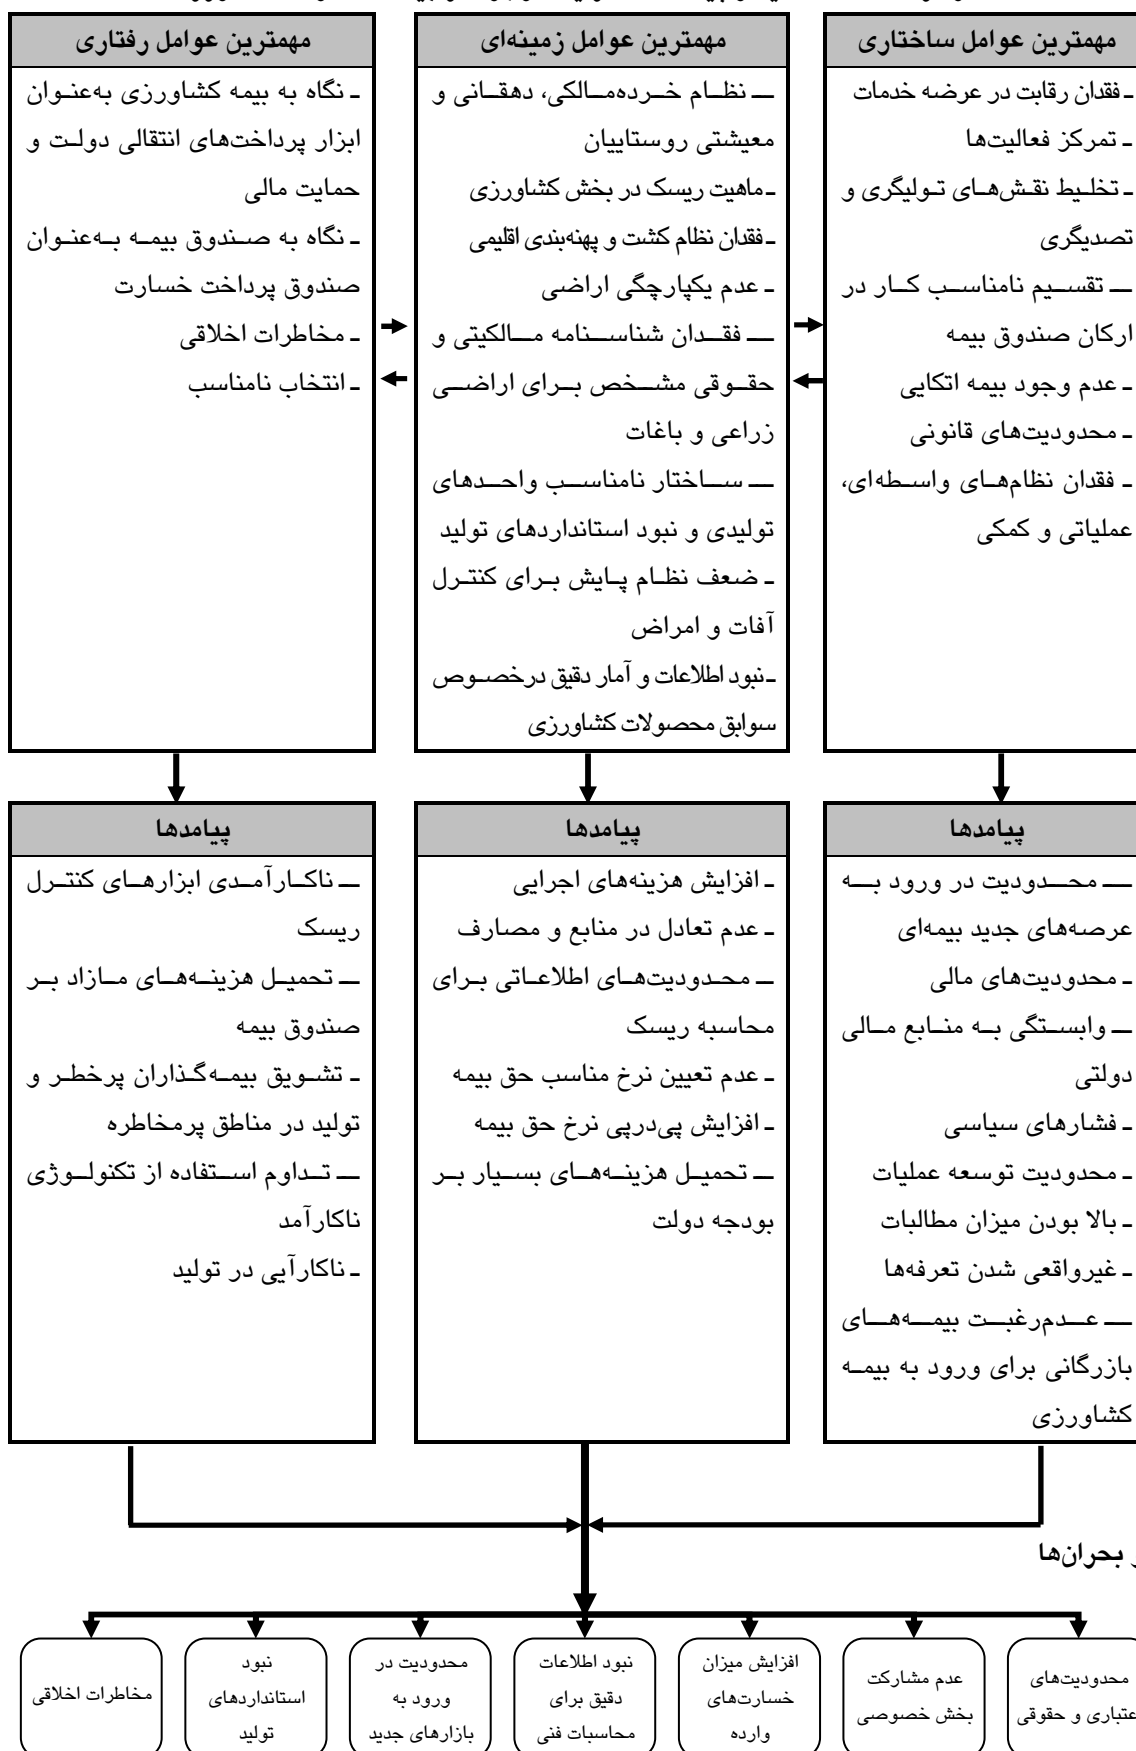 مهمترین عوامل ساختاری
ـ فقدان رقابت در عرضه خدمات
ـ تمرکز فعالیت‌ها
ـ تخلیط نقش‌های تولیگری و
تصدیگری
ـ تقسیم نامناسب کار در
ارکان صندوق بیمه
ـ عدم وجود بیمه اتکایی
ـ محدودیت‌های قانونی
ـ فقدان نظام‌های واسطه‌ای،
عملیاتی و کمکی
مهمترین عوامل زمینه‌ای
ـ نظام خرده‌مالکی، دهقانی و
معیشتی روستاییان
ـ ماهیت ریسک در بخش کشاورزی
ـ فقدان نظام کشت و پهنه‌بندی اقلیمی
ـ عدم یکپارچگی اراضی
ـ فقدان شناسنامه مالکیتی و
حقوقی مشخص برای اراضی
زراعی و باغات
ـ ساختار نامناسب واحدهای
تولیدی و نبود استانداردهای تولید
ـ ضعف نظام پایش برای کنترل
آفات و امراض
ـ نبود اطلاعات و آمار دقیق درخصوص
سوابق محصولات کشاورزی
مهمترین عوامل رفتاری
ـ نگاه به بیمه کشاورزی به‌عنوان
ابزار پرداخت‌های انتقالی دولت و
حمایت مالی
ـ نگاه به صندوق بیمه به‌عنوان
صندوق پرداخت خسارت
ـ مخاطرات اخلاقی
ـ انتخاب نامناسب
پیامدها
ـ محدودیت در ورود به
عرصه‌های جدید بیمه‌ای
ـ محدودیت‌های مالی
ـ وابستگی به منابع مالی
دولتی
ـ فشارهای سیاسی
ـ محدودیت توسعه عملیات
ـ بالا بودن میزان مطالبات
ـ غیرواقعی شدن تعرفه‌ها
ـ عدم‌رغبت بیمه‌های
بازرگانی برای ورود به بیمه
کشاورزی
پیامدها
ـ افزایش هزینه‌های اجرایی
ـ عدم تعادل در منابع و مصارف
ـ محدودیت‌های اطلاعاتی برای
محاسبه ریسک
ـ عدم تعیین نرخ مناسب حق بیمه
ـ افزایش پی‌درپی نرخ حق بیمه
ـ تحمیل هزینه‌های بسیار بر
بودجه دولت
پیامدها
ـ ناکارآمدی ابزارهای کنترل
ریسک
ـ تحمیل هزینه‌های مازاد بر
صندوق بیمه
ـ تشویق بیمه‌گذاران پرخطر و
تولید در مناطق پرمخاطره
ـ تداوم استفاده از تکنولوژی
ناکارآمد
ـ ناکارآیی در تولید
بحران‌ها
محدودیت‌های
عتباری و حقوقی
عدم مشارکت
بخش خصوصی
افزایش میزان
خسارت‌های
وارده
نبود اطلاعات
دقیق برای
محاسبات فنی
محدودیت در
ورود به
بازارهای جدید
نبود
استانداردهای
تولید
مخاطرات اخلاقی